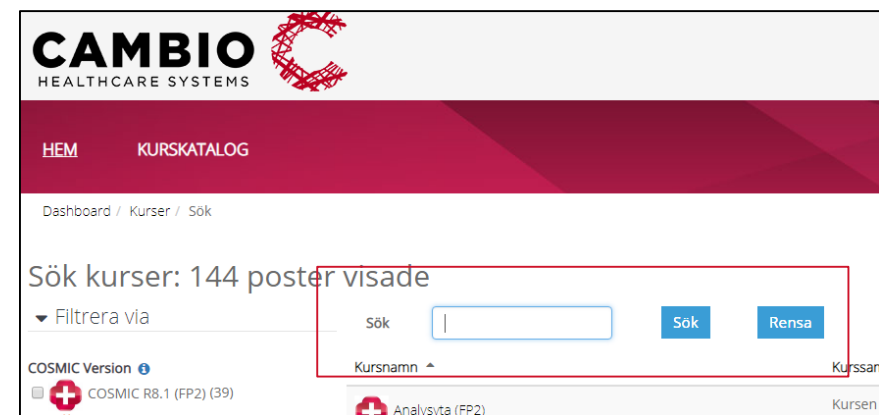 CAMBIO
HEALTHCARE SYSTEMS
HEM KURSKATALOG
Dashboard / Kurser / Sök
Sök kurser: 144 poster visade
Filtrera via
Sök Sök Rensa
COSMIC Version
Kursnamn
COSMIC R8.1 (FP2) (39)
Analysyta (FP2)
Kursen